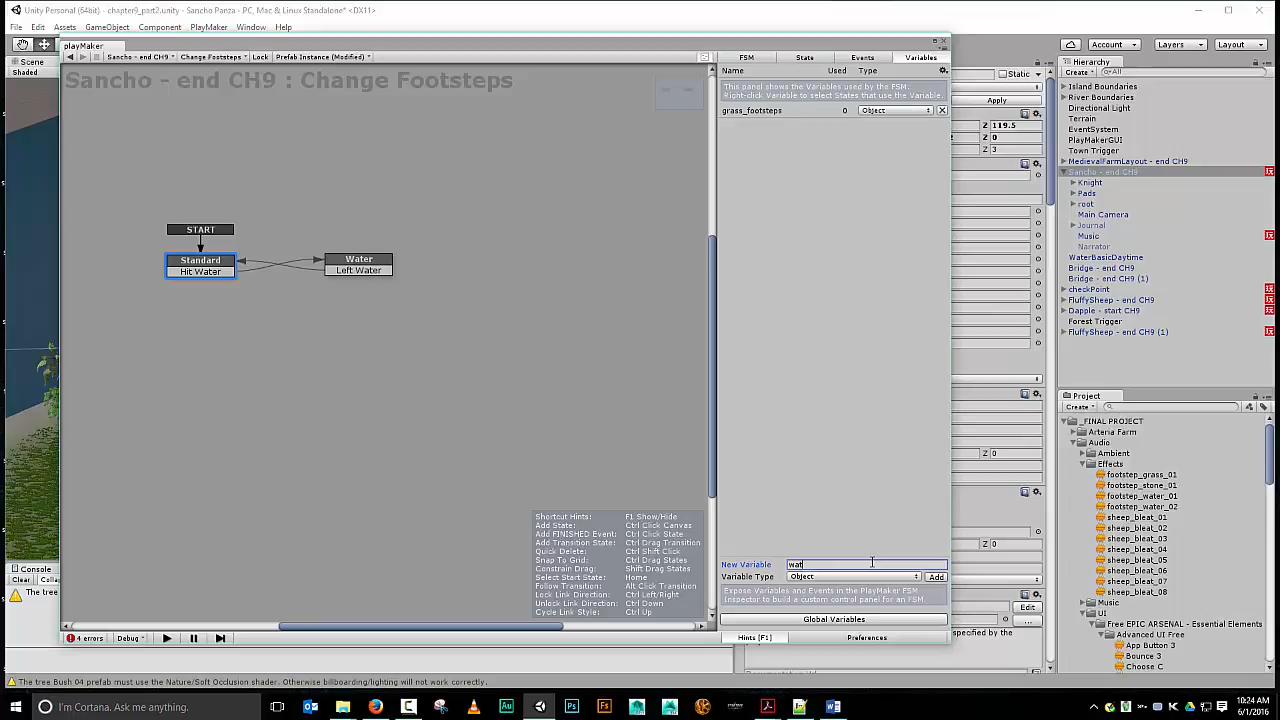 Unity Personal (64bit) - chapter9_part2.unity - Sancho Panza - PC, Mac & Linux Standalone* <DX11>
File Edit Assets GameObject Component PlayMaker Window Help
playMaker
Account Layers Layout
Scene
Shaded
Sancho - end CH9 Change Footsteps Lock Prefab Instance (Modified)
FSM State Events Variables
Sancho - end CH9 : Change Footsteps
Name Used Type
This panel shows the Variables used by the FSM.
Right-click Variable to select States that use the Variable.
grass_footsteps 0 Object
START
Standard
Hit Water
Water
Left Water
Shortcut Hints: F1 Show/Hide
Add State: Ctrl Click Canvas
Add FINISHED Event: Ctrl Click State
Add Transition State: Ctrl Drag Transition
Quick Delete: Ctrl Shift Click
Snap To Grid: Ctrl Drag States
Constrain Drag: Shift Drag States
Select Start State: Home
Follow Transition: Alt Click Transition
Lock Link Direction: Ctrl Left/Right
Unlock Link Direction: Ctrl Down
Cycle Link Style: Ctrl Up
New Variable wat
Variable Type Object Add
Expose Variables and Events in the PlayMaker FSM
Inspector to build a custom control panel for an FSM.
Global Variables
4 errors Debug
Hints [F1] Preferences
Static
Apply
Z 119.5
Z 0
Z 3
Z 0
Z 0
Edit
...
specified by the
Hierarchy
Create All
Island Boundaries
River Boundaries
Directional Light
Terrain
EventSystem
PlayMakerGUI
Town Trigger
MedievalFarmLayout - end CH9
Sancho - end CH9
Knight
Pads
root
Main Camera
Journal
Music
Narrator
WaterBasicDaytime
Bridge - end CH9
Bridge - end CH9 (1)
checkPoint
FluffySheep - end CH9
Dapple - start CH9
Forest Trigger
FluffySheep - end CH9 (1)
Project
Create
_FINAL PROJECT
Arteria Farm
Audio
Ambient
Effects
footstep_grass_01
footstep_stone_01
footstep_water_01
footstep_water_02
sheep_bleat_01
sheep_bleat_02
sheep_bleat_03
sheep_bleat_04
sheep_bleat_05
sheep_bleat_06
sheep_bleat_07
sheep_bleat_08
Music
UI
Free EPIC ARSENAL - Essential Elements
Advanced UI Free
App Button 3
Bounce 3
Choose C
Console
Clear
The tree
The tree Bush 04 prefab must use the Nature/Soft Occlusion shader. Otherwise billboarding/lighting will not work correctly.
I'm Cortana. Ask me anything.
10:24 AM
6/1/2016